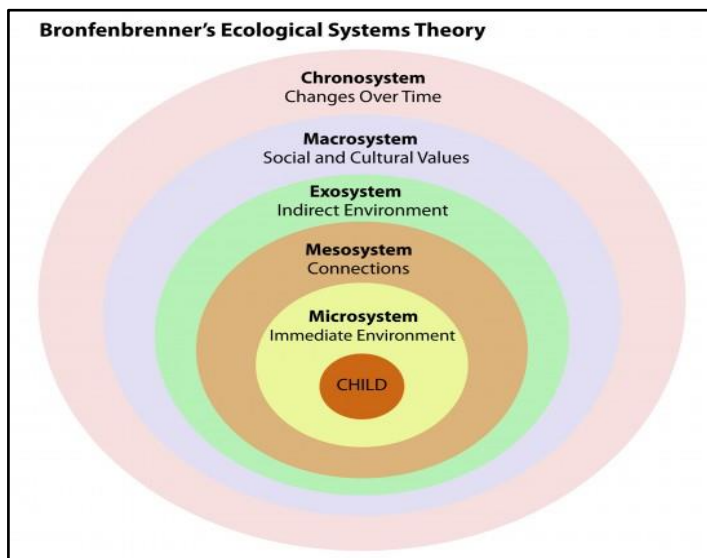 Bronfenbrenner's Ecological Systems Theory
Chronosystem
Changes Over Time
Macrosystem
Social and Cultural Values
Exosystem
Indirect Environment
Mesosystem
Connections
Microsystem
Immediate Environment
CHILD